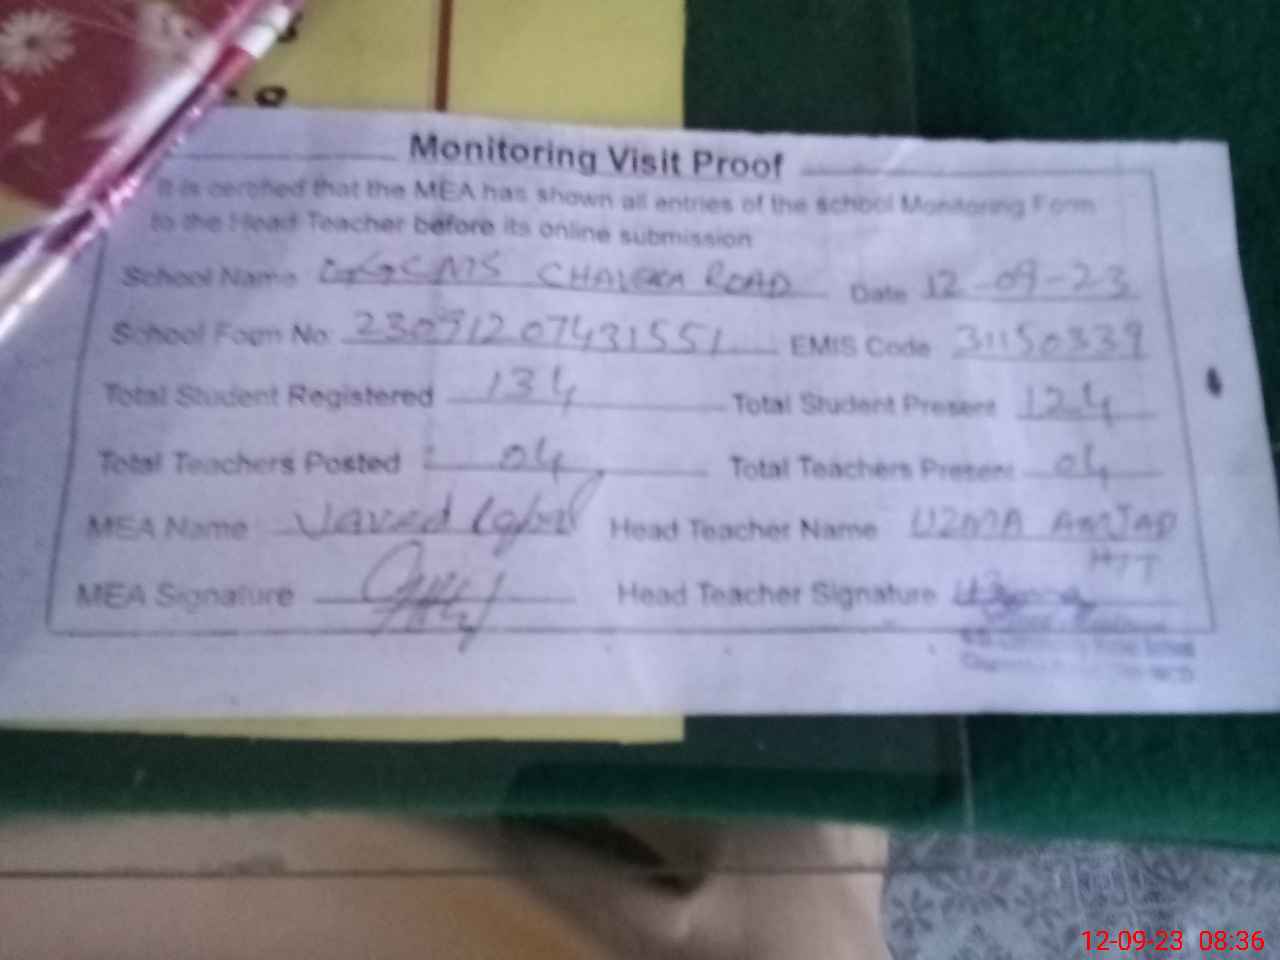 Monitoring Visit Proof
It is certified that the MEA has shown all entries of the school Monitoring Form
to the Head Teacher before its online submission
School Name CHAVEKA ROAD Date 12-09-23
School Form No: 23091207431551 EMIS Code 31150339
Total Student Registered 134 Total Student Present 124
Total Teachers Posted 04 Total Teachers Present 04
MEA Name Javed Iqbal Head Teacher Name UZMA AMJAD
HTT
MEA Signature Head Teacher Signature
12-09-23 08:36